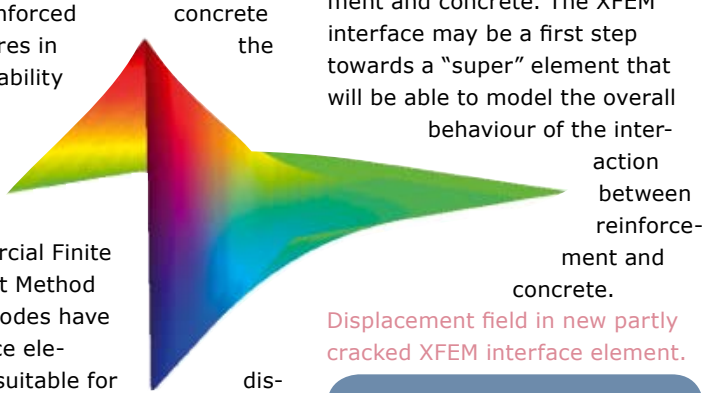 nforced concrete
res in the
ability
rcial Finite
t Method
odes have
ce ele-
suitable for dis-
ment and concrete. The XFEM
interface may be a first step
towards a “super” element that
will be able to model the overall
behaviour of the inter-
action
between
reinforce-
ment and
concrete.
Displacement field in new partly
cracked XFEM interface element.